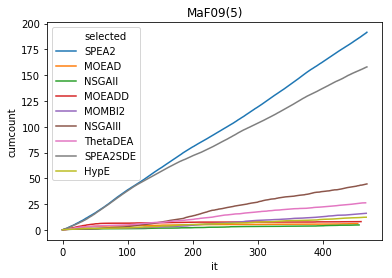 MaF09(5)
200
175
150
125
100
75
50
25
0
cumcount
selected
SPEA2
MOEAD
NSGAII
MOEADD
MOMBI2
NSGAIII
ThetaDEA
SPEA2SDE
HypE
0 100 200 300 400
it